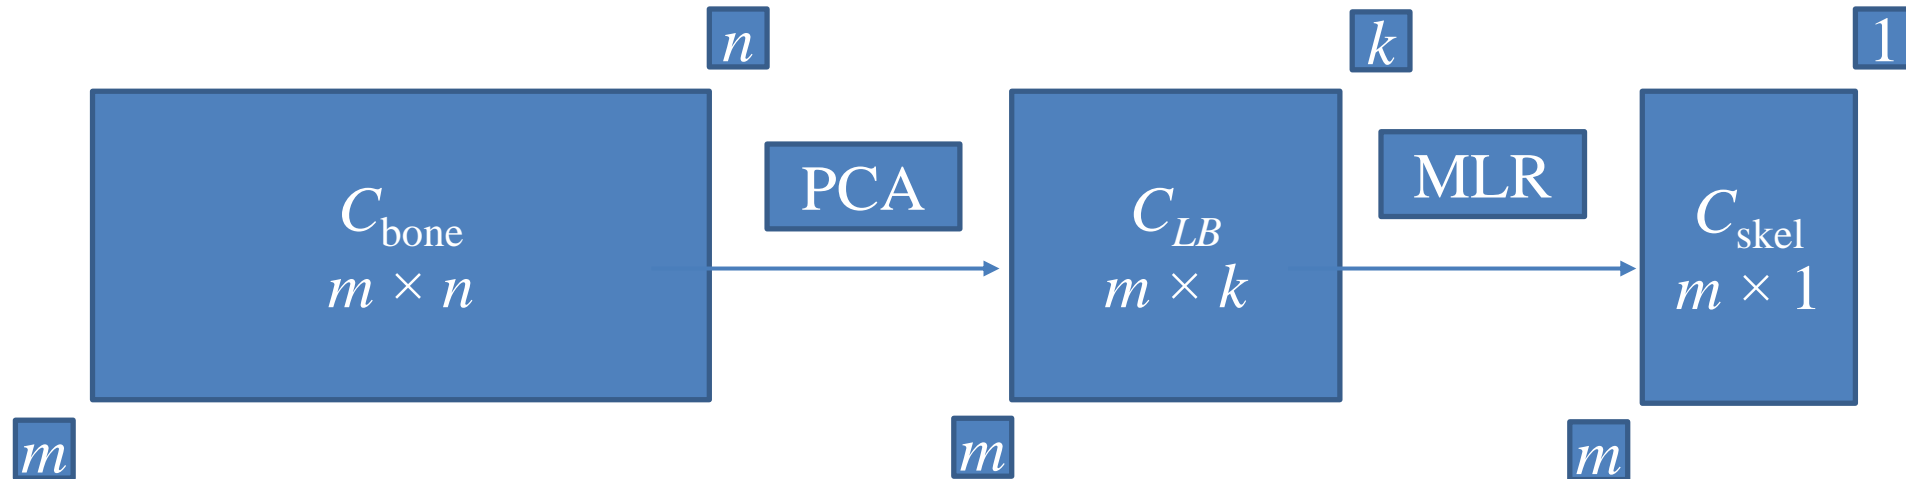 n
k
1
PCA
MLR
C_bone
m × n
C_LB
m × k
C_skel
m × 1
m
m
m